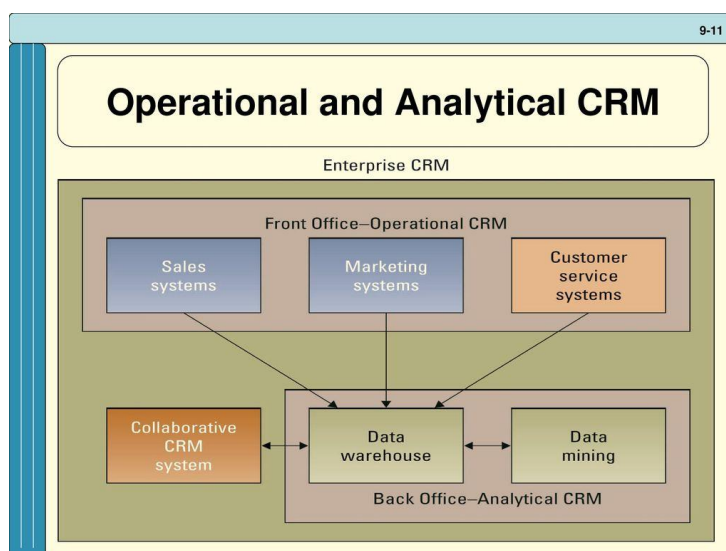 9-11
Operational and Analytical CRM
Enterprise CRM
Front Office–Operational CRM
Sales
systems
Marketing
systems
Customer
service
systems
Collaborative
CRM
system
Data
warehouse
Data
mining
Back Office–Analytical CRM